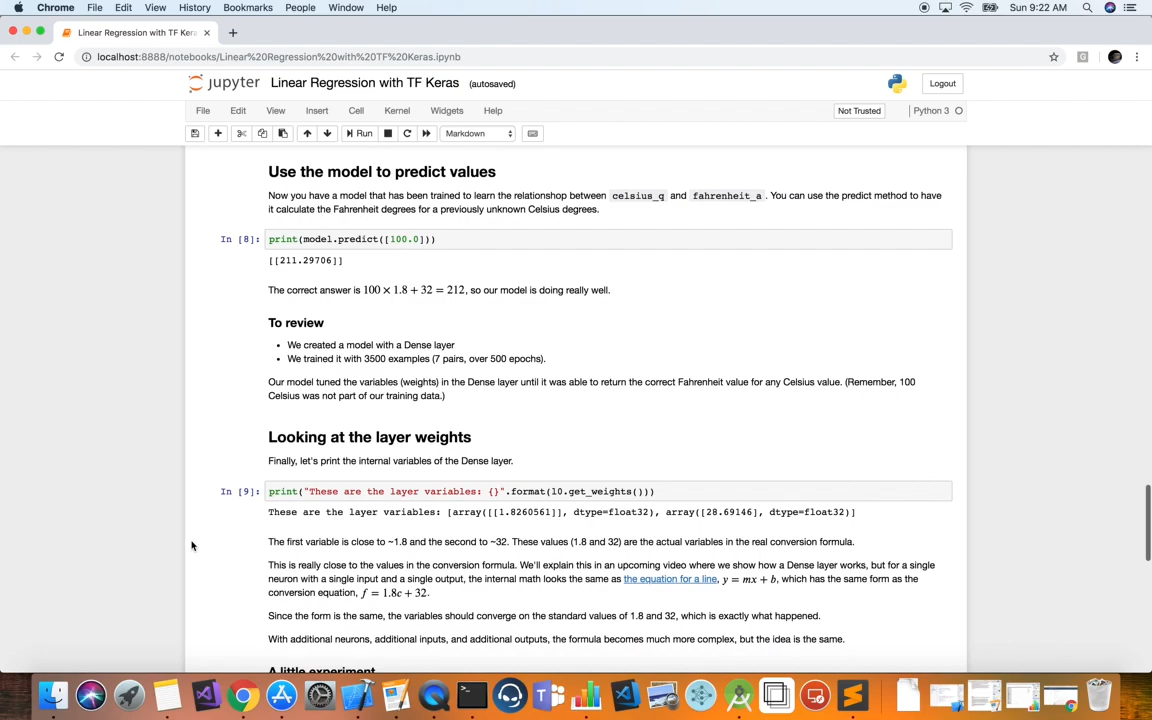 Chrome File Edit View History Bookmarks People Window Help Sun 9:22 AM
Linear Regression with TF Kera
localhost:8888/notebooks/Linear%20Regression%20with%20TF%20Keras.ipynb
jupyter Linear Regression with TF Keras (autosaved) Logout
File Edit View Insert Cell Kernel Widgets Help Not Trusted Python 3
Run Markdown
Use the model to predict values
Now you have a model that has been trained to learn the relationshop between celsius_q and fahrenheit_a . You can use the predict method to have
it calculate the Fahrenheit degrees for a previously unknown Celsius degrees.
In [8]: print(model.predict([100.0]))
[[211.29706]]
The correct answer is 100 × 1.8 + 32 = 212, so our model is doing really well.
To review
• We created a model with a Dense layer
• We trained it with 3500 examples (7 pairs, over 500 epochs).
Our model tuned the variables (weights) in the Dense layer until it was able to return the correct Fahrenheit value for any Celsius value. (Remember, 100
Celsius was not part of our training data.)
Looking at the layer weights
Finally, let's print the internal variables of the Dense layer.
In [9]: print("These are the layer variables: {}".format(l0.get_weights()))
These are the layer variables: [array([[1.8260561]], dtype=float32), array([28.69146], dtype=float32)]
The first variable is close to ~1.8 and the second to ~32. These values (1.8 and 32) are the actual variables in the real conversion formula.
This is really close to the values in the conversion formula. We'll explain this in an upcoming video where we show how a Dense layer works, but for a single
neuron with a single input and a single output, the internal math looks the same as the equation for a line, y = mx + b, which has the same form as the
conversion equation, f = 1.8c + 32.
Since the form is the same, the variables should converge on the standard values of 1.8 and 32, which is exactly what happened.
With additional neurons, additional inputs, and additional outputs, the formula becomes much more complex, but the idea is the same.
A little experiment